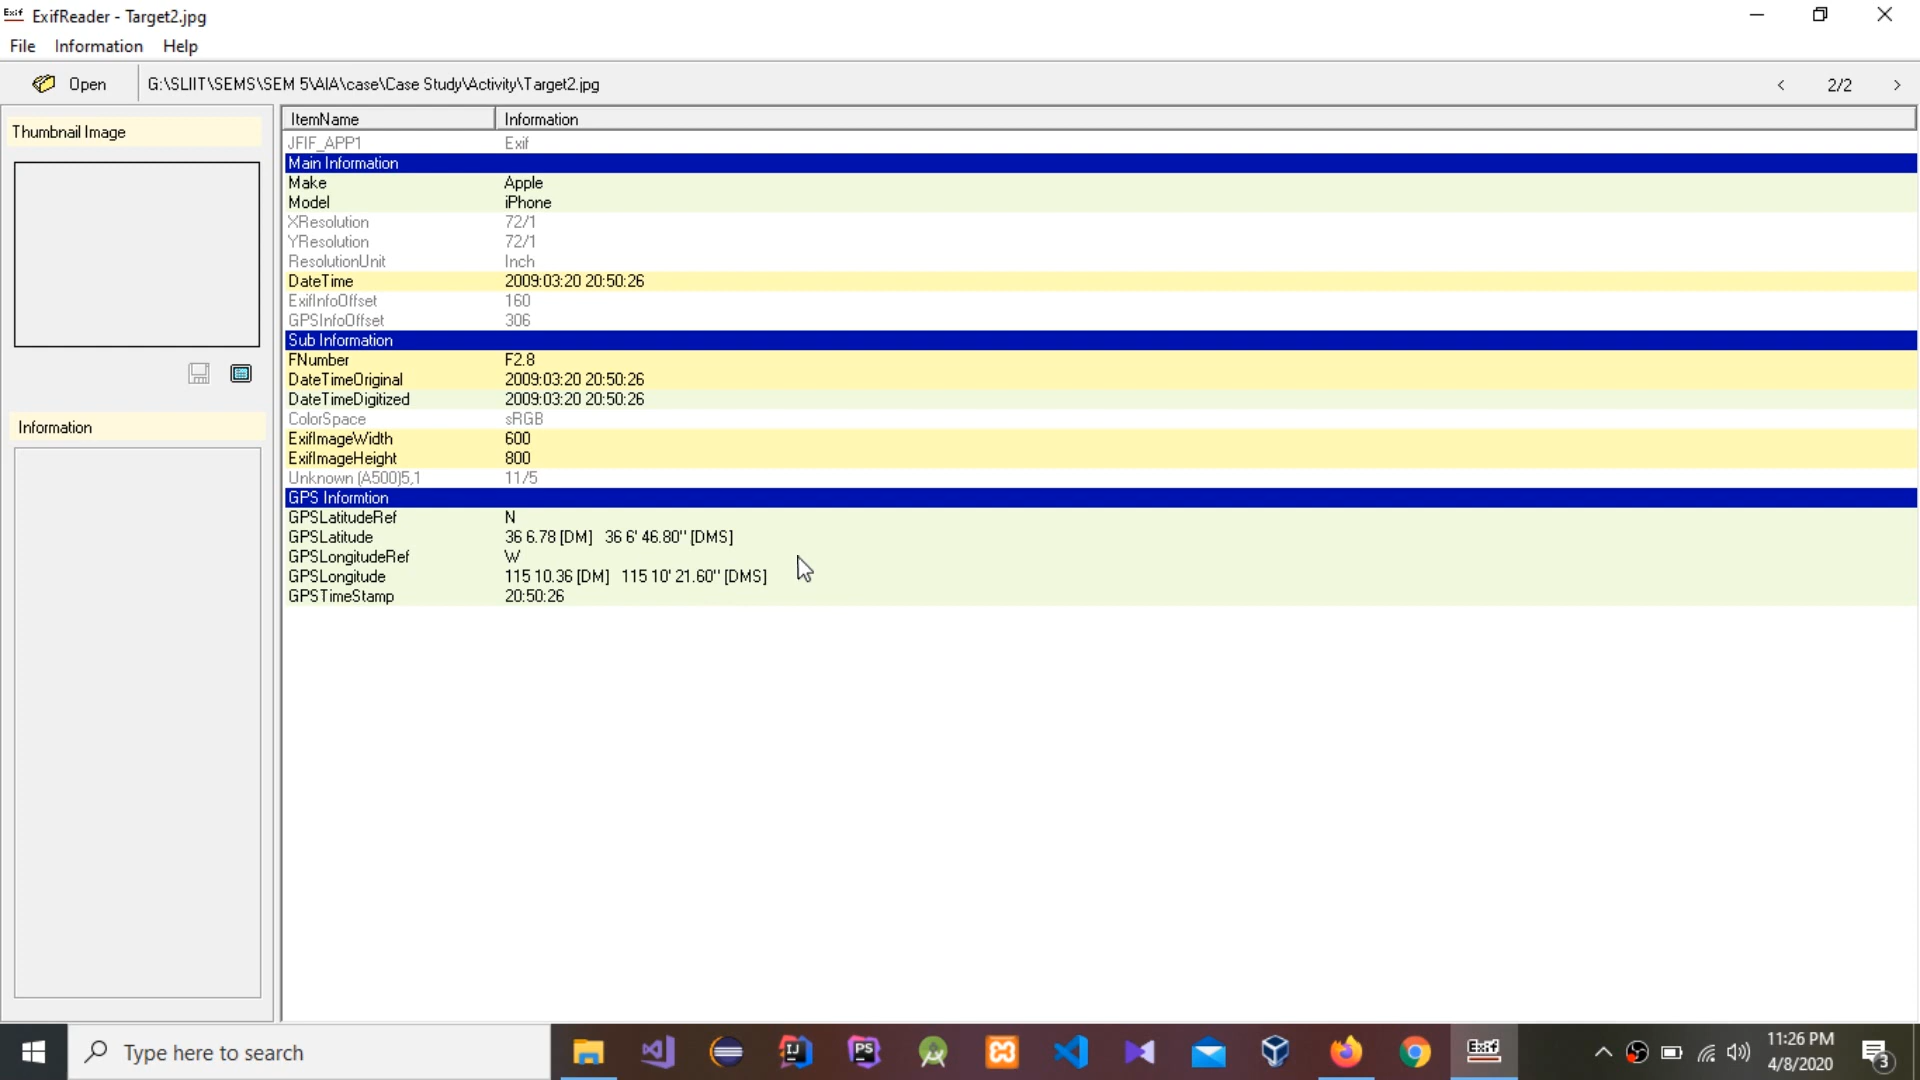 Exif ExifReader - Target2.jpg
File Information Help
Open G:\SLIIT\SEMS\SEM 5\AIA\case\Case Study\Activity\Target2.jpg < 2/2 >
Thumbnail Image
Information
ItemName Information
JFIF_APP1 Exif
Main Information
Make Apple
Model iPhone
XResolution 72/1
YResolution 72/1
ResolutionUnit Inch
DateTime 2009:03:20 20:50:26
ExifInfoOffset 160
GPSInfoOffset 306
Sub Information
FNumber F2.8
DateTimeOriginal 2009:03:20 20:50:26
DateTimeDigitized 2009:03:20 20:50:26
ColorSpace sRGB
ExifImageWidth 600
ExifImageHeight 800
Unknown (A500)5,1 11/5
GPS Informtion
GPSLatitudeRef N
GPSLatitude 36 6.78 [DM] 36 6' 46.80" [DMS]
GPSLongitudeRef W
GPSLongitude 115 10.36 [DM] 115 10' 21.60" [DMS]
GPSTimeStamp 20:50:26
Type here to search
IJ
PS
Exif
11:26 PM
4/8/2020
3